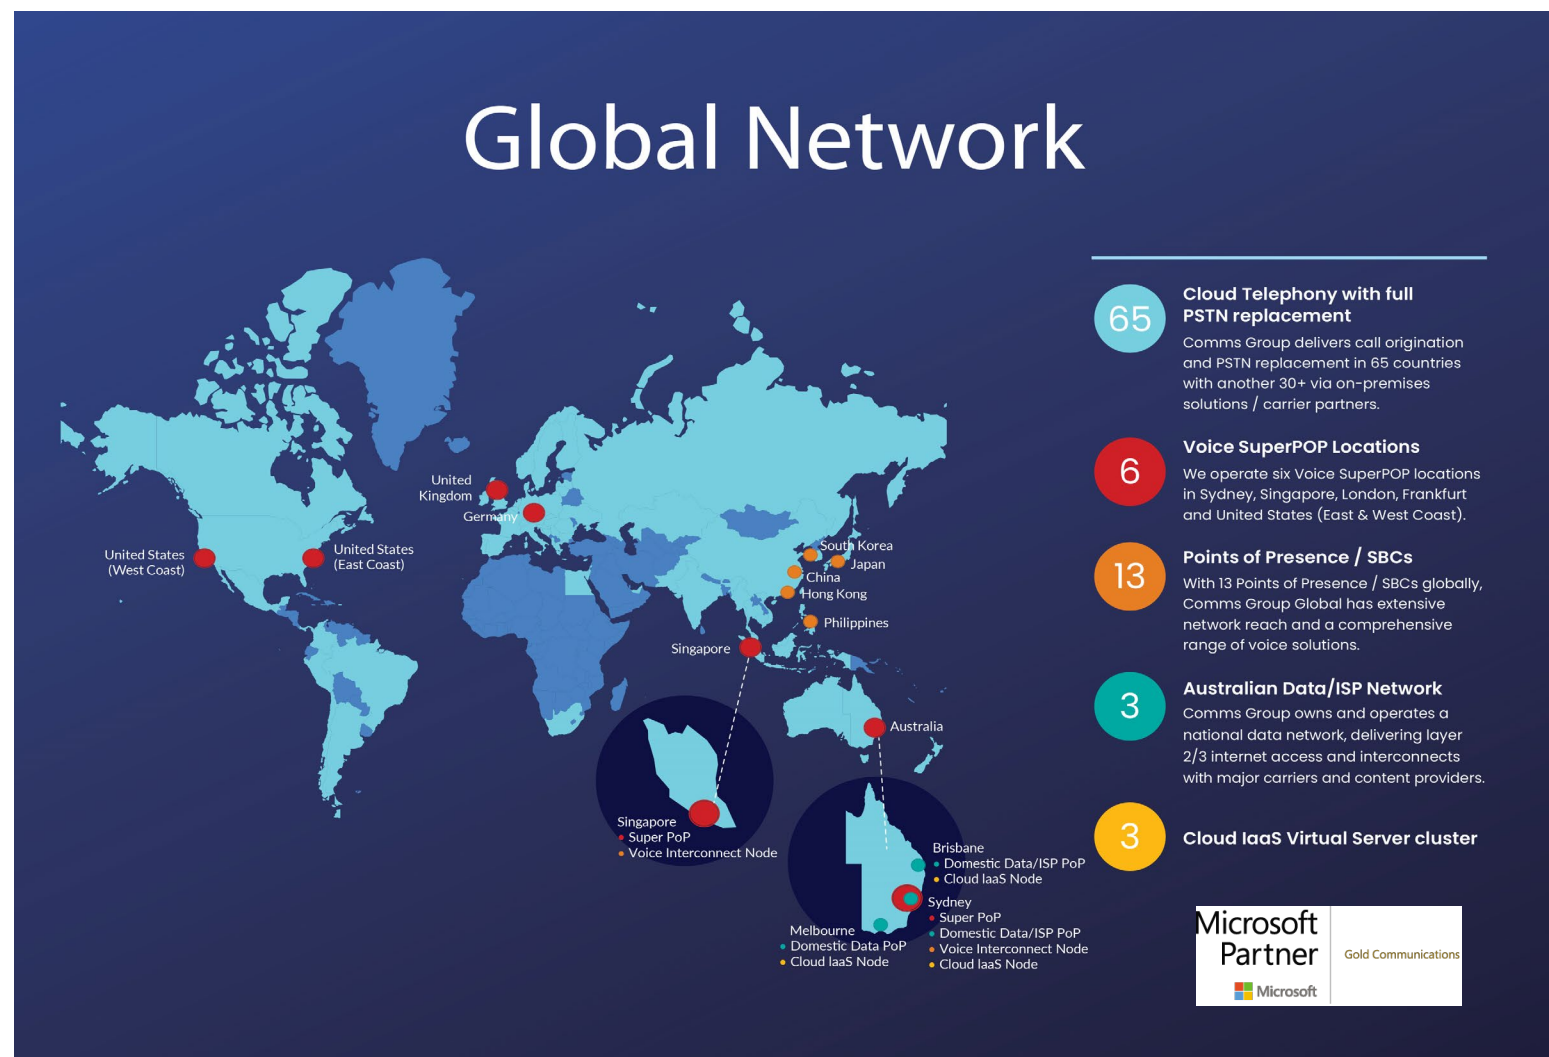 Global Network
United
Kingdom
Germany
United States
(West Coast)
United States
(East Coast)
South Korea
Japan
China
Hong Kong
Philippines
Singapore
Australia
Singapore
• Super PoP
• Voice Interconnect Node
Brisbane
• Domestic Data/ISP PoP
• Cloud IaaS Node
Sydney
• Super PoP
• Domestic Data/ISP PoP
• Voice Interconnect Node
• Cloud IaaS Node
Melbourne
• Domestic Data PoP
• Cloud IaaS Node
65
Cloud Telephony with full
PSTN replacement
Comms Group delivers call origination
and PSTN replacement in 65 countries
with another 30+ via on-premises
solutions / carrier partners.
6
Voice SuperPOP Locations
We operate six Voice SuperPOP locations
in Sydney, Singapore, London, Frankfurt
and United States (East & West Coast).
13
Points of Presence / SBCs
With 13 Points of Presence / SBCs globally,
Comms Group Global has extensive
network reach and a comprehensive
range of voice solutions.
3
Australian Data/ISP Network
Comms Group owns and operates a
national data network, delivering layer
2/3 internet access and interconnects
with major carriers and content providers.
3
Cloud IaaS Virtual Server cluster
Microsoft
Partner
Microsoft
Gold Communications